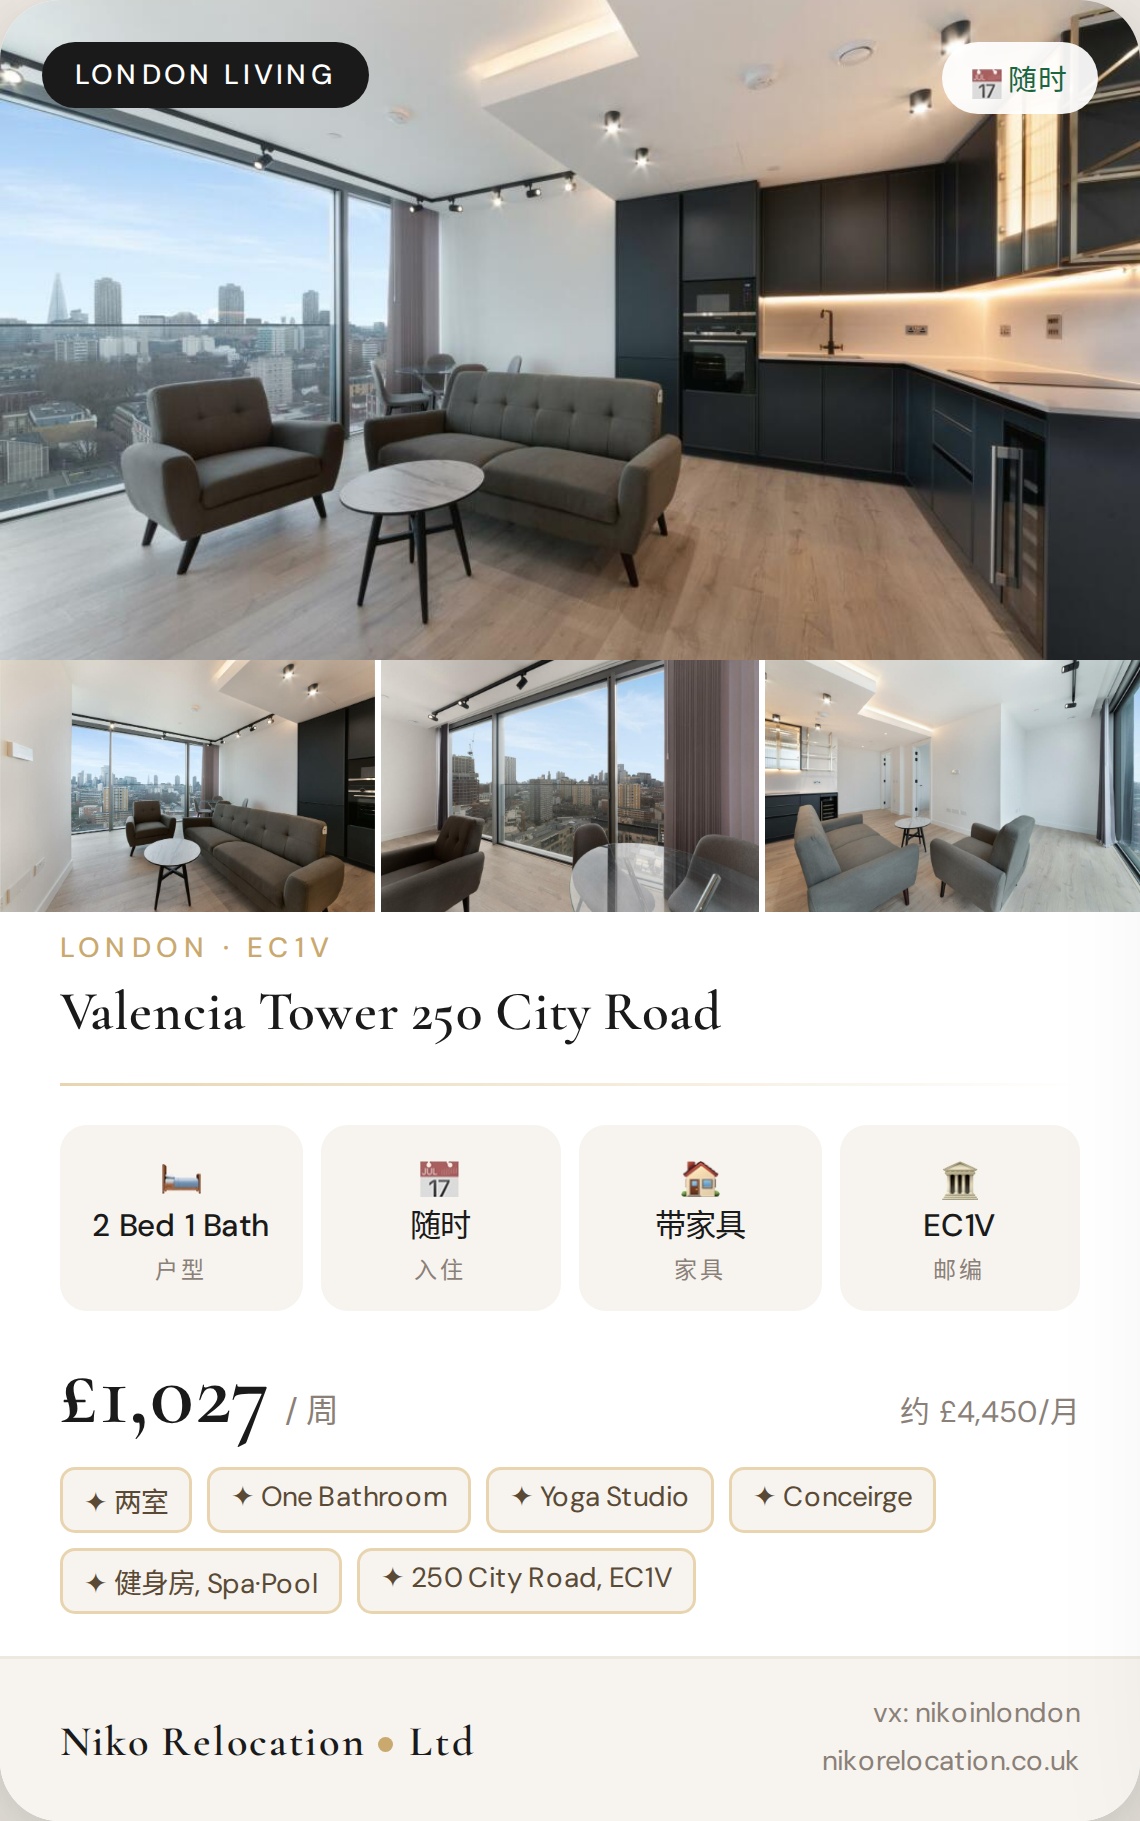 LONDON LIVING
17 随时
LONDON · EC1V
Valencia Tower 250 City Road
2 Bed 1 Bath
户型
JUL 17
随时
入住
带家具
家具
EC1V
邮编
£1,027 / 周
约 £4,450/月
✦ 两室
✦ One Bathroom
✦ Yoga Studio
✦ Conceirge
✦ 健身房, Spa·Pool
✦ 250 City Road, EC1V
Niko Relocation • Ltd
vx: nikoinlondon
nikorelocation.co.uk